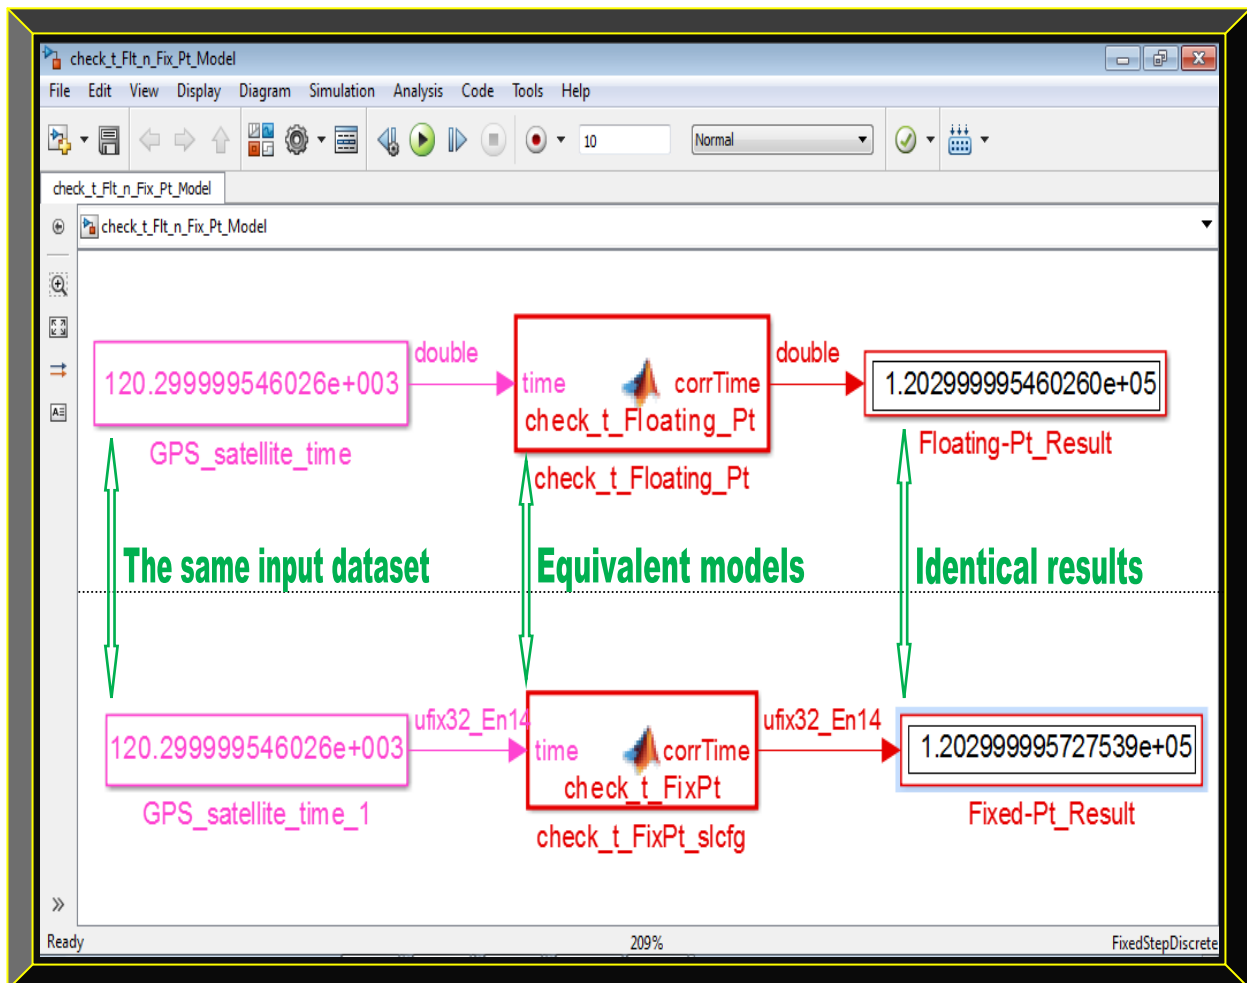 check_t_Flt_n_Fix_Pt_Model
File Edit View Display Diagram Simulation Analysis Code Tools Help
10 Normal
check_t_Flt_n_Fix_Pt_Model
check_t_Flt_n_Fix_Pt_Model
120.299999546026e+003
GPS_satellite_time
double
time corrTime
check_t_Floating_Pt
check_t_Floating_Pt
double
1.202999995460260e+05
Floating-Pt_Result
The same input dataset
Equivalent models
Identical results
120.299999546026e+003
GPS_satellite_time_1
ufix32_En14
time corrTime
check_t_FixPt
check_t_FixPt_slcfg
ufix32_En14
1.202999995727539e+05
Fixed-Pt_Result
Ready 209% FixedStepDiscrete